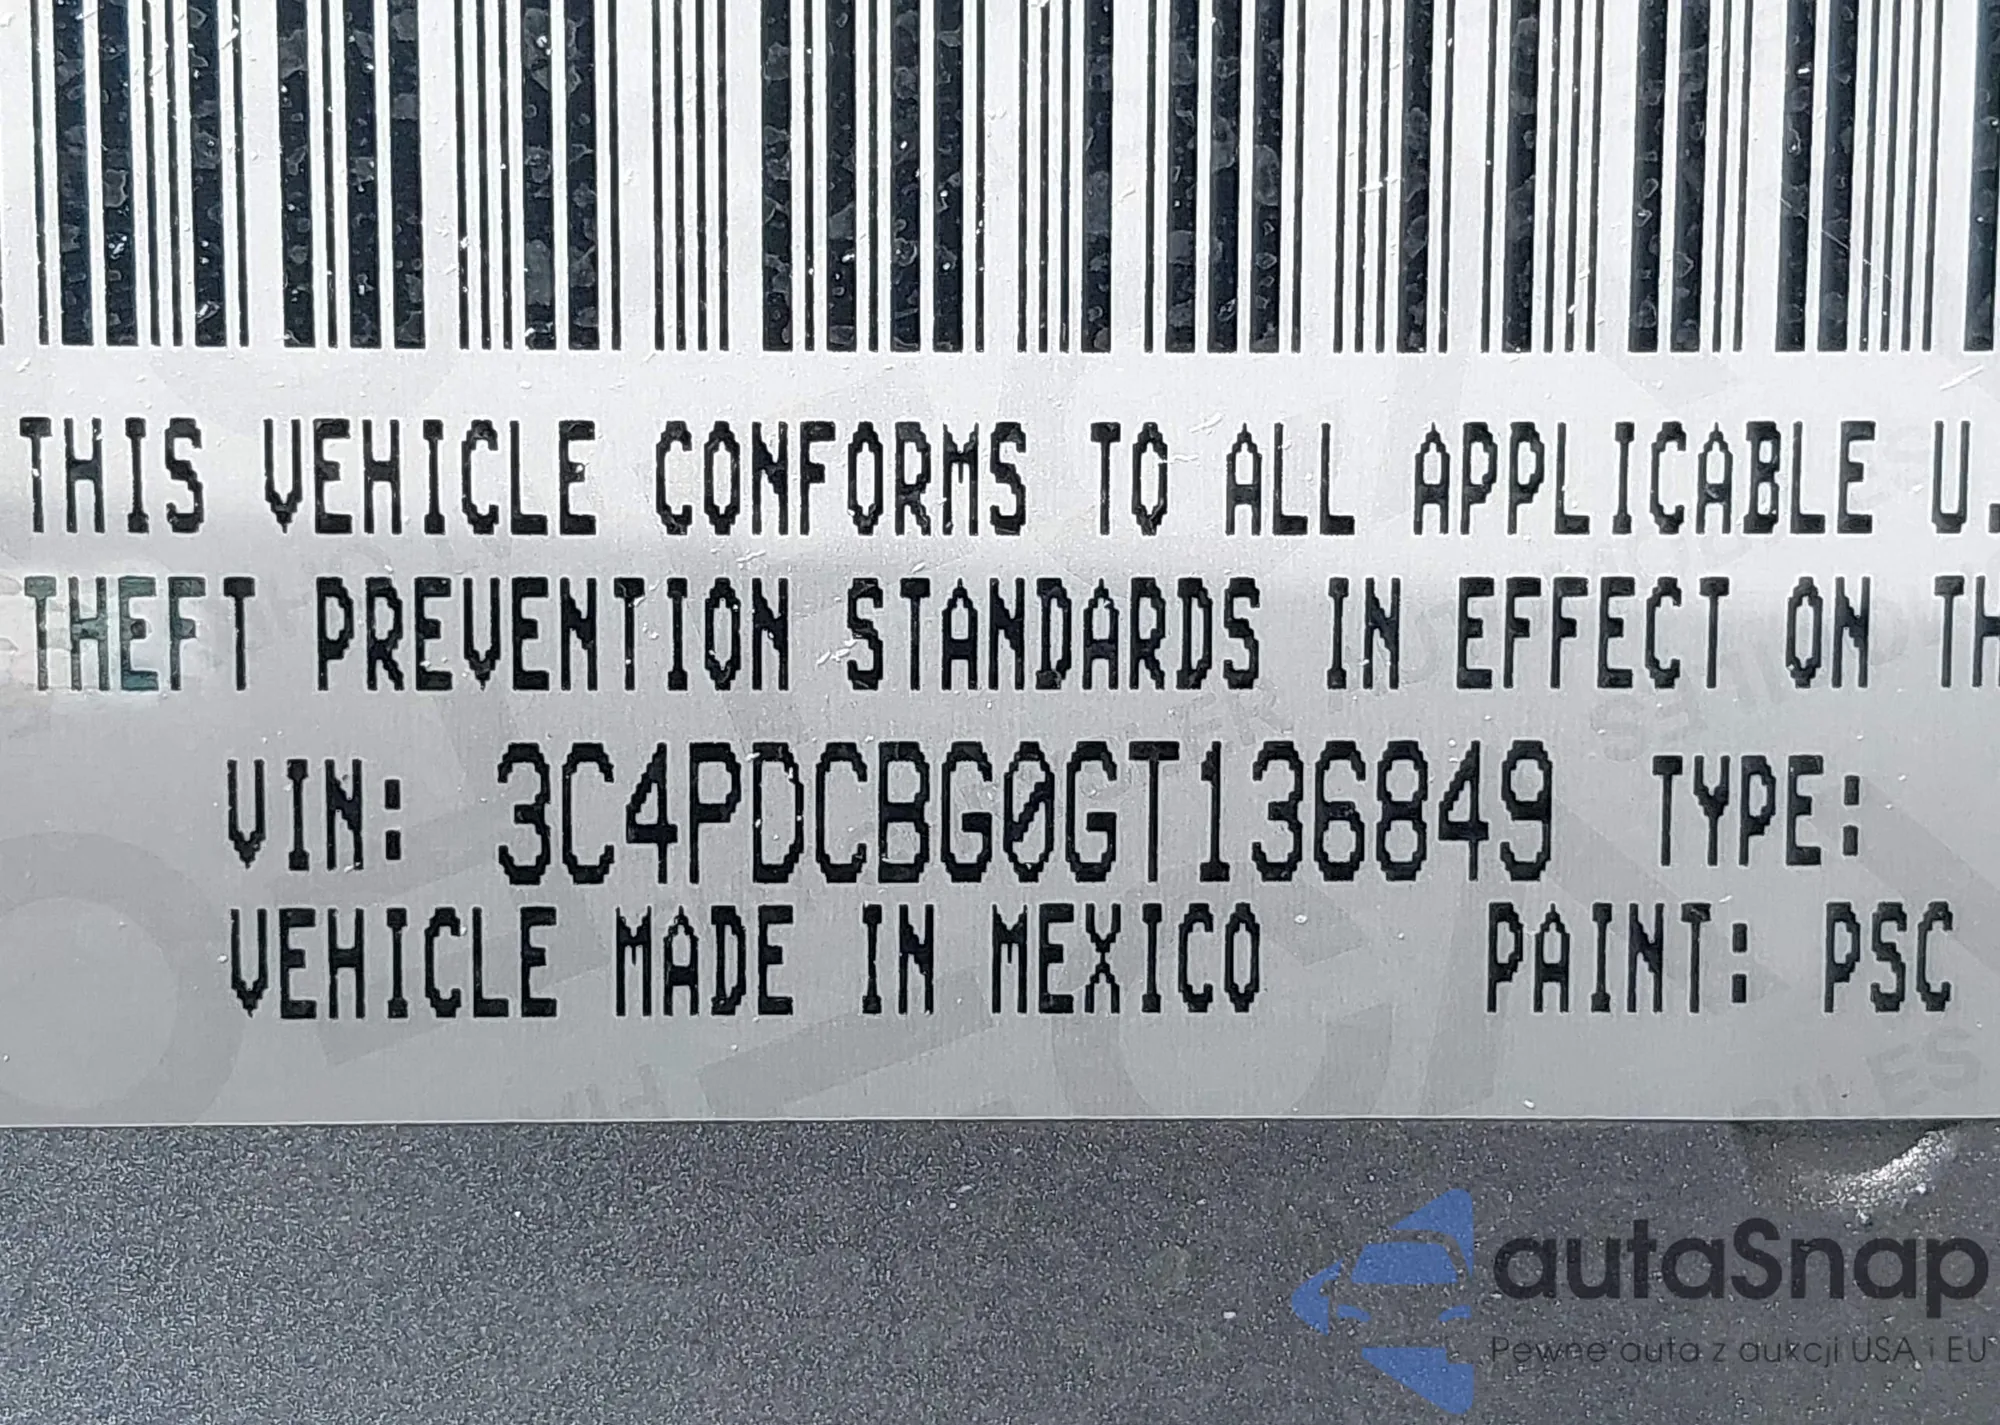 THIS VEHICLE CONFORMS TO ALL APPLICABLE U.
THEFT PREVENTION STANDARDS IN EFFECT ON TH
VIN: 3C4PDCBG0GT136849 TYPE:
VEHICLE MADE IN MEXICO PAINT: PSC
autaSnap
Pewne auta z aukcji USA i EU